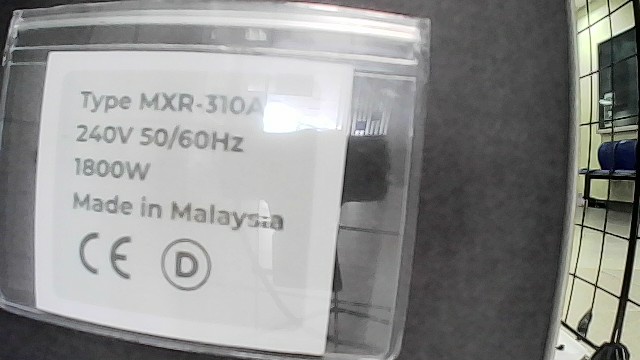 Type MXR-310A
240V 50/60Hz
1800W
Made in Malaysia
CE D